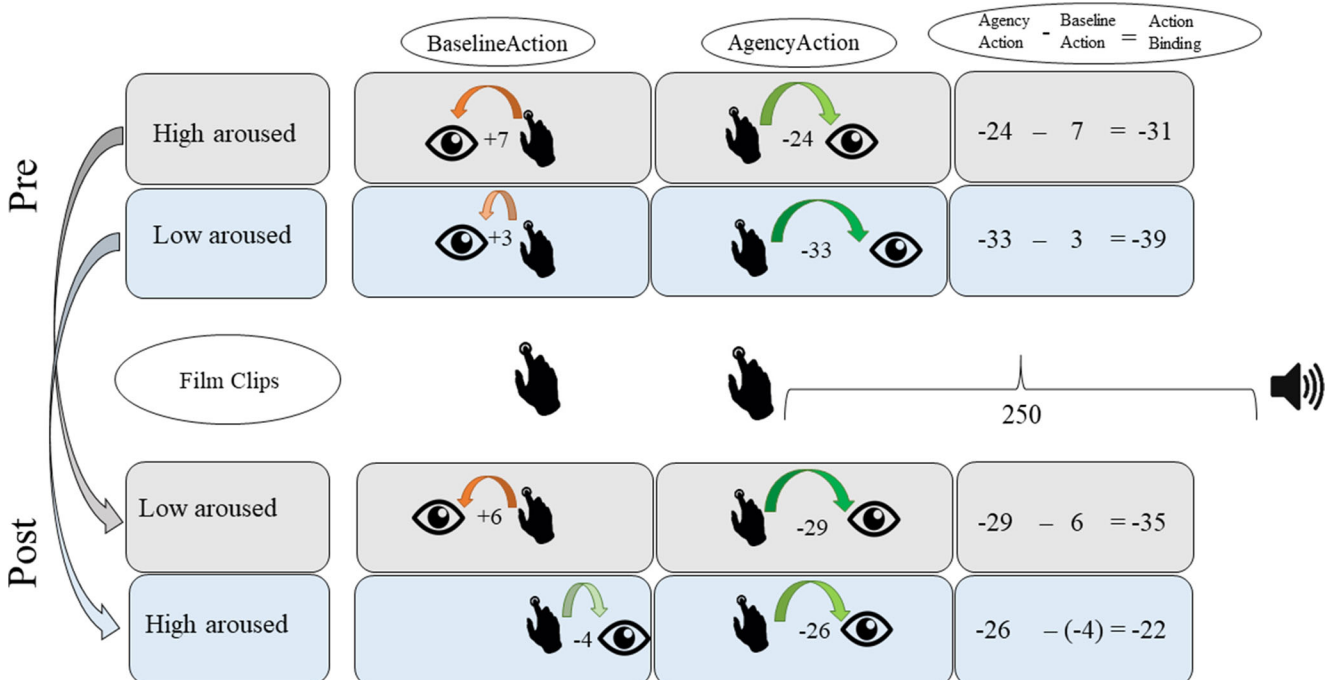 BaselineAction
AgencyAction
Agency Action - Baseline Action = Action Binding
Pre
High aroused
+7
-24
-24 – 7 = -31
Low aroused
+3
-33
-33 – 3 = -39
Film Clips
250
Post
Low aroused
+6
-29
-29 – 6 = -35
High aroused
-4
-26
-26 – (-4) = -22